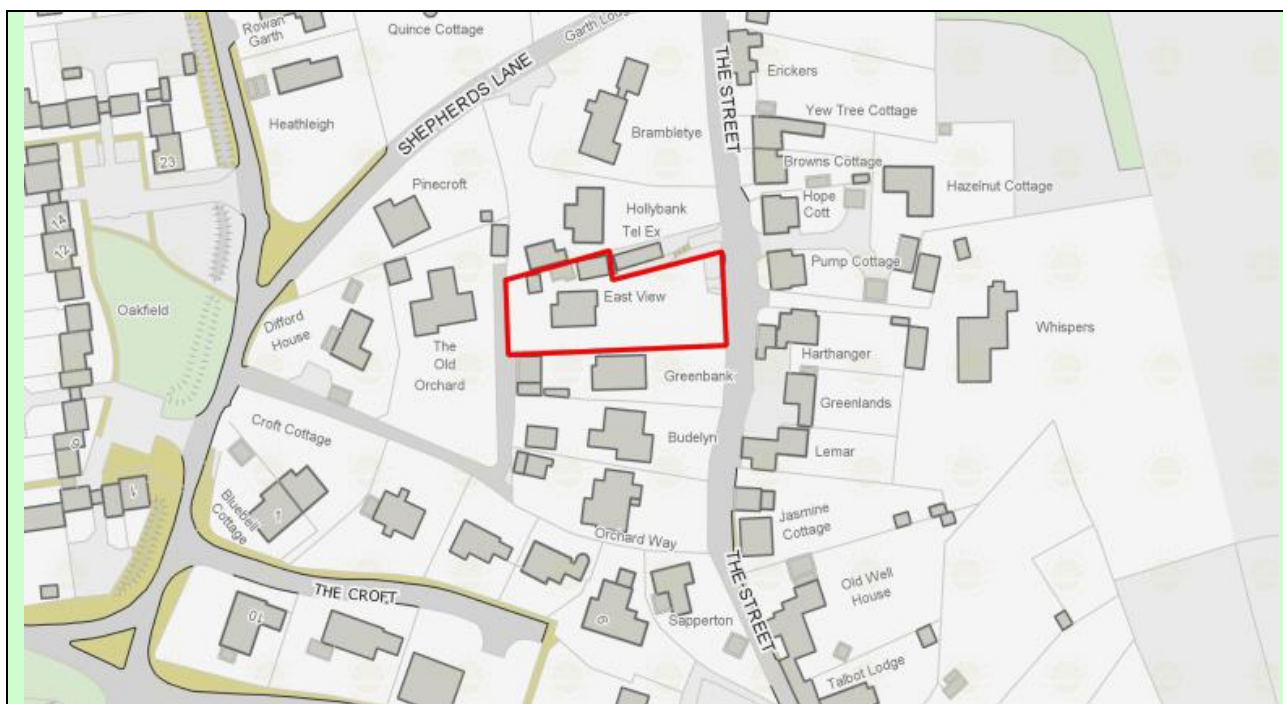 Rowan
Garth
Quince Cottage
Garth Lodge
THE STREET
Erickers
SHEPHERDS LANE
Yew Tree Cottage
Heathleigh
Brambletye
Browns Cottage
23
Pinecroft
Hazelnut Cottage
Hope
Cott
Hollybank
Tel Ex
14
12
Pump Cottage
East View
Oakfield
Difford
House
The
Old
Orchard
Whispers
Harthanger
Greenbank
Greenlands
Croft Cottage
Budelyn
Lemar
9
1
Bluebell
Cottage
1
Jasmine
Cottage
Orchard Way
THE STREET
Old Well
House
THE CROFT
10
6
Sapperton
Talbot Lodge